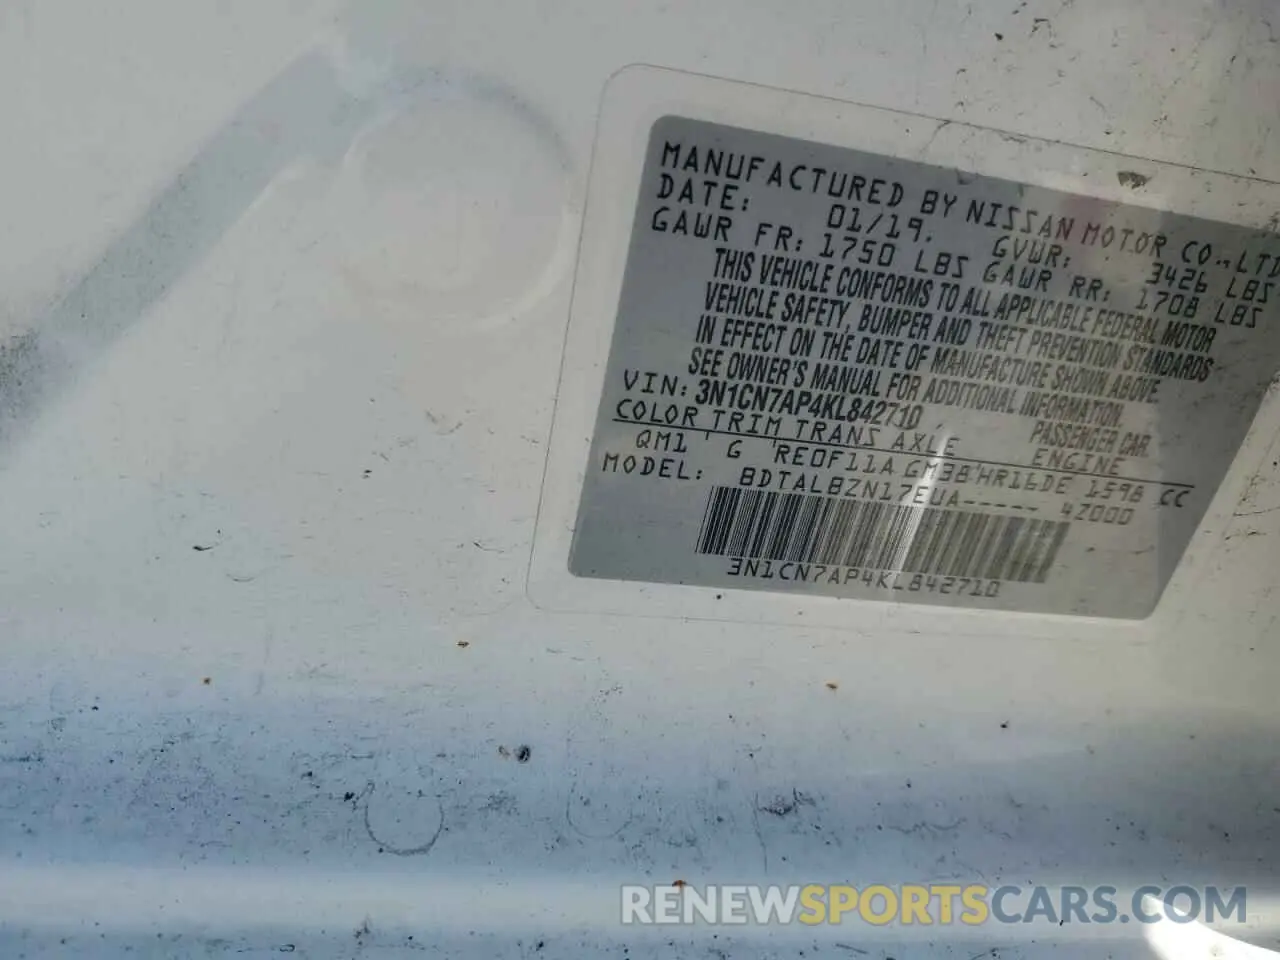 MANUFACTURED BY NISSAN MOTOR CO., LTD
DATE: 01/19. GVWR: 3426 LBS
GAWR FR: 1750 LBS GAWR RR: 1708 LBS
THIS VEHICLE CONFORMS TO ALL APPLICABLE FEDERAL MOTOR
VEHICLE SAFETY, BUMPER AND THEFT PREVENTION STANDARDS
IN EFFECT ON THE DATE OF MANUFACTURE SHOWN ABOVE.
SEE OWNER'S MANUAL FOR ADDITIONAL INFORMATION.
VIN: 3N1CN7AP4KL842710 PASSENGER CAR
COLOR TRIM TRANS AXLE ENGINE
QM1 G RE0F11A GM38 HR16DE 1598 CC
MODEL: BDTALBZN17EUA----- 4Z000
3N1CN7AP4KL842710
RENEWSPORTSCARS.COM